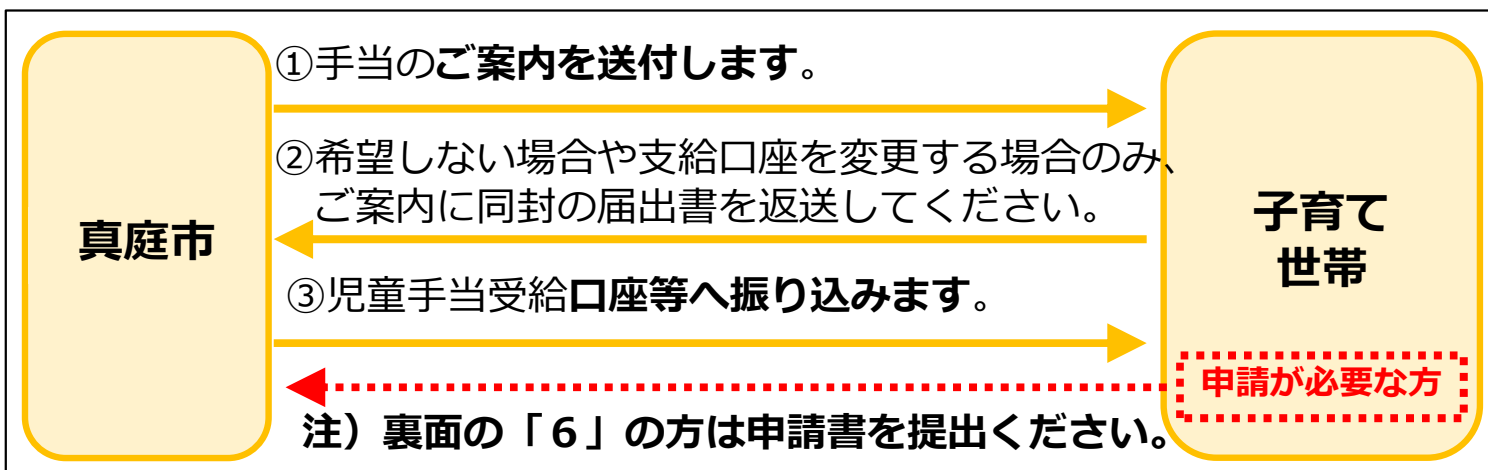 ①手当のご案内を送付します。
②希望しない場合や支給口座を変更する場合のみ、
ご案内に同封の届出書を返送してください。
真庭市
子育て
世帯
③児童手当受給口座等へ振り込みます。
申請が必要な方
注）裏面の「６」の方は申請書を提出ください。